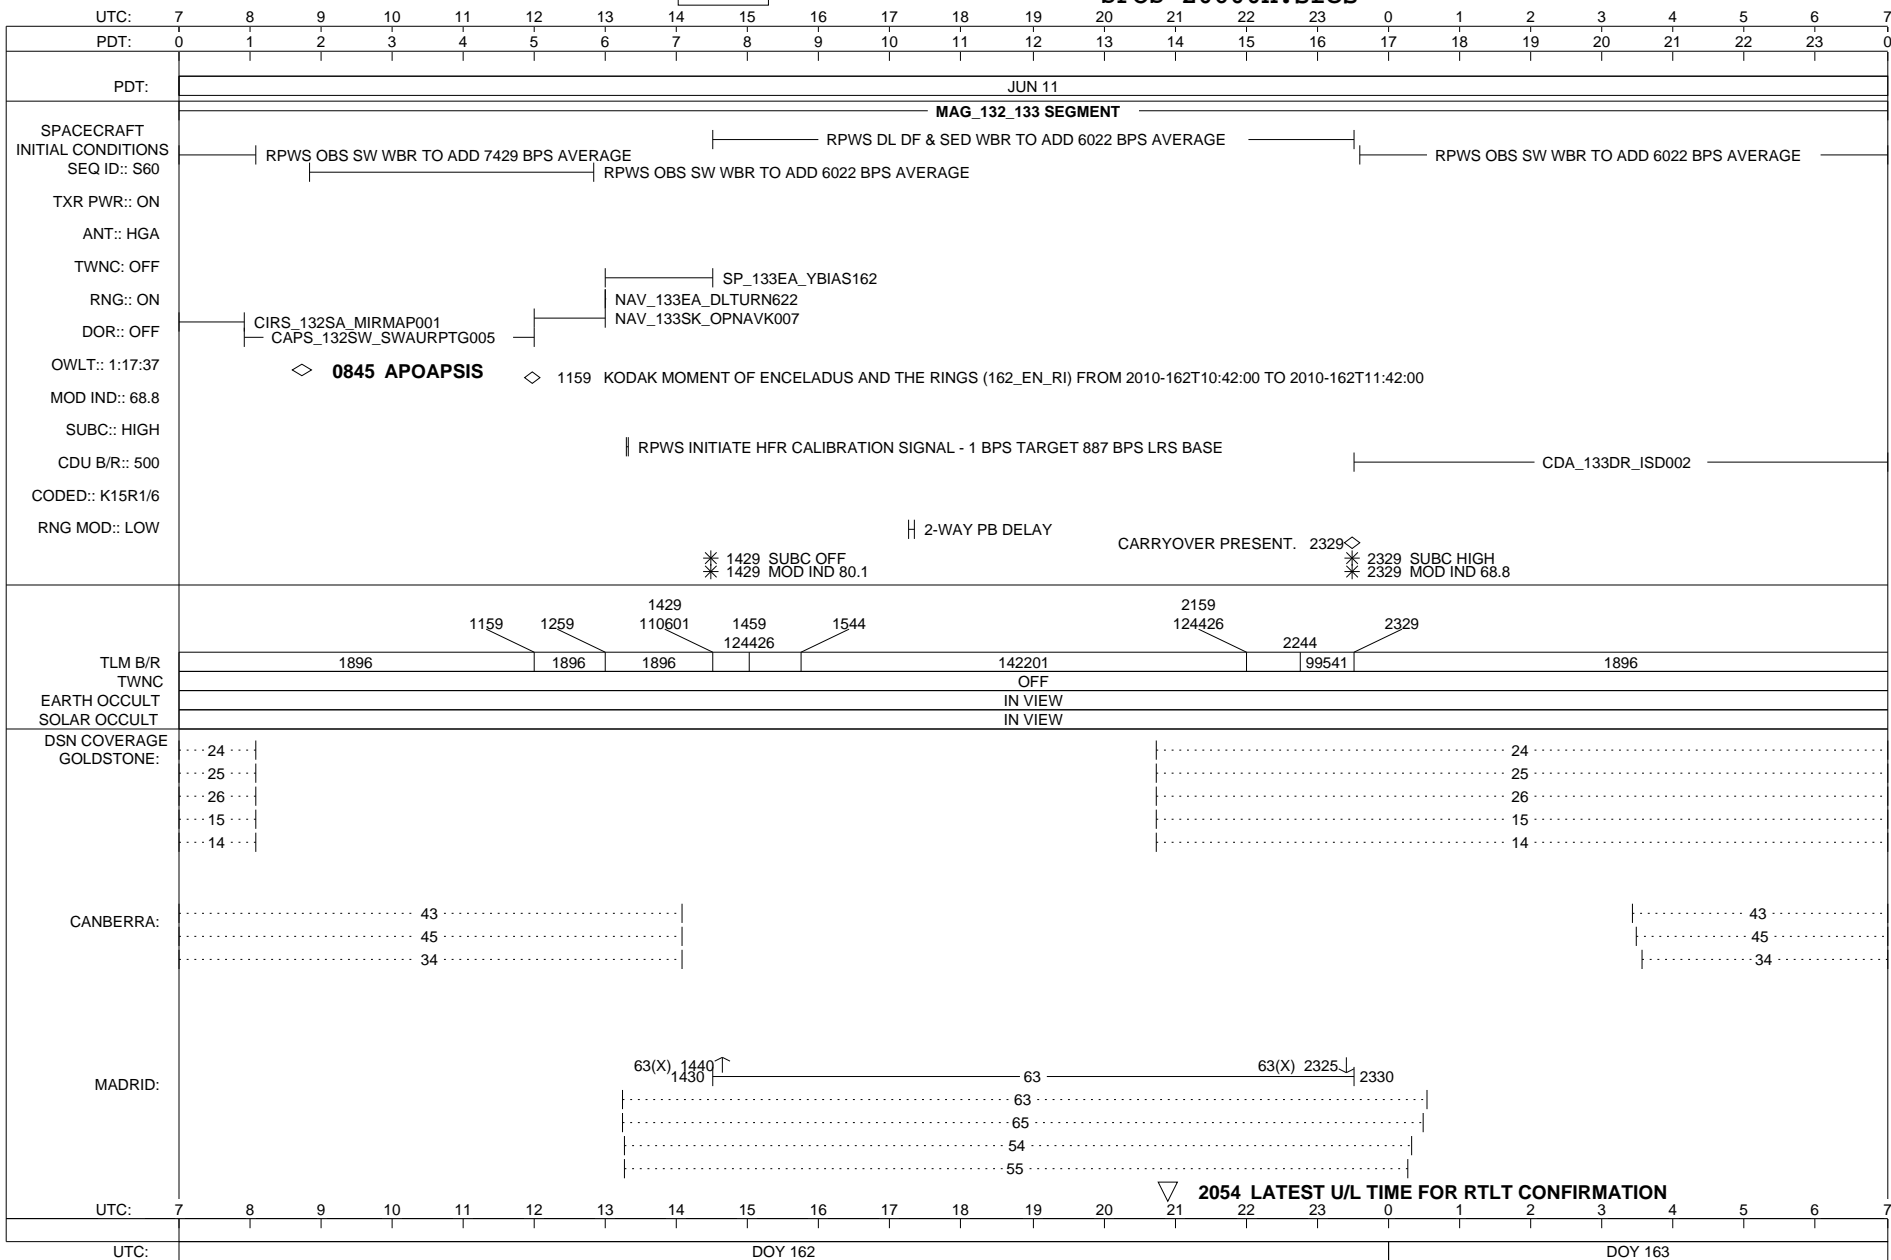 UTC: 7 8 9 10 11 12 13 14 15 16 17 18 19 20 21 22 23 0 1 2 3 4 5 6 7
PDT: 0 1 2 3 4 5 6 7 8 9 10 11 12 13 14 15 16 17 18 19 20 21 22 23 0
PDT: JUN 11
MAG_132_133 SEGMENT
SPACECRAFT
INITIAL CONDITIONS
RPWS DL DF & SED WBR TO ADD 6022 BPS AVERAGE
RPWS OBS SW WBR TO ADD 7429 BPS AVERAGE
RPWS OBS SW WBR TO ADD 6022 BPS AVERAGE
SEQ ID:: S60
RPWS OBS SW WBR TO ADD 6022 BPS AVERAGE
TXR PWR:: ON
ANT:: HGA
TWNC: OFF
SP_133EA_YBIAS162
RNG:: ON
NAV_133EA_DLTURN622
NAV_133SK_OPNAVK007
CIRS_132SA_MIRMAP001
DOR:: OFF
CAPS_132SW_SWAURPTG005
OWLT:: 1:17:37
0845 APOAPSIS
1159 KODAK MOMENT OF ENCELADUS AND THE RINGS (162_EN_RI) FROM 2010-162T10:42:00 TO 2010-162T11:42:00
MOD IND:: 68.8
SUBC:: HIGH
RPWS INITIATE HFR CALIBRATION SIGNAL - 1 BPS TARGET 887 BPS LRS BASE
CDU B/R:: 500
CDA_133DR_ISD002
CODED:: K15R1/6
RNG MOD:: LOW
2-WAY PB DELAY
CARRYOVER PRESENT. 2329
1429 SUBC OFF
2329 SUBC HIGH
1429 MOD IND 80.1
2329 MOD IND 68.8
1429 2159
1159 1259 110601 1459 1544 124426 2329
124426 2244
TLM B/R 1896 1896 1896 142201 99541 1896
TWNC OFF
EARTH OCCULT IN VIEW
SOLAR OCCULT IN VIEW
DSN COVERAGE
GOLDSTONE:
24 24
25 25
26 26
15 15
14 14
CANBERRA:
43 43
45 45
34 34
63(X) 1440 63(X) 2325
MADRID:
1430 63 2330
63
65
54
55
2054 LATEST U/L TIME FOR RTLT CONFIRMATION
UTC: 7 8 9 10 11 12 13 14 15 16 17 18 19 20 21 22 23 0 1 2 3 4 5 6 7
UTC: DOY 162 DOY 163